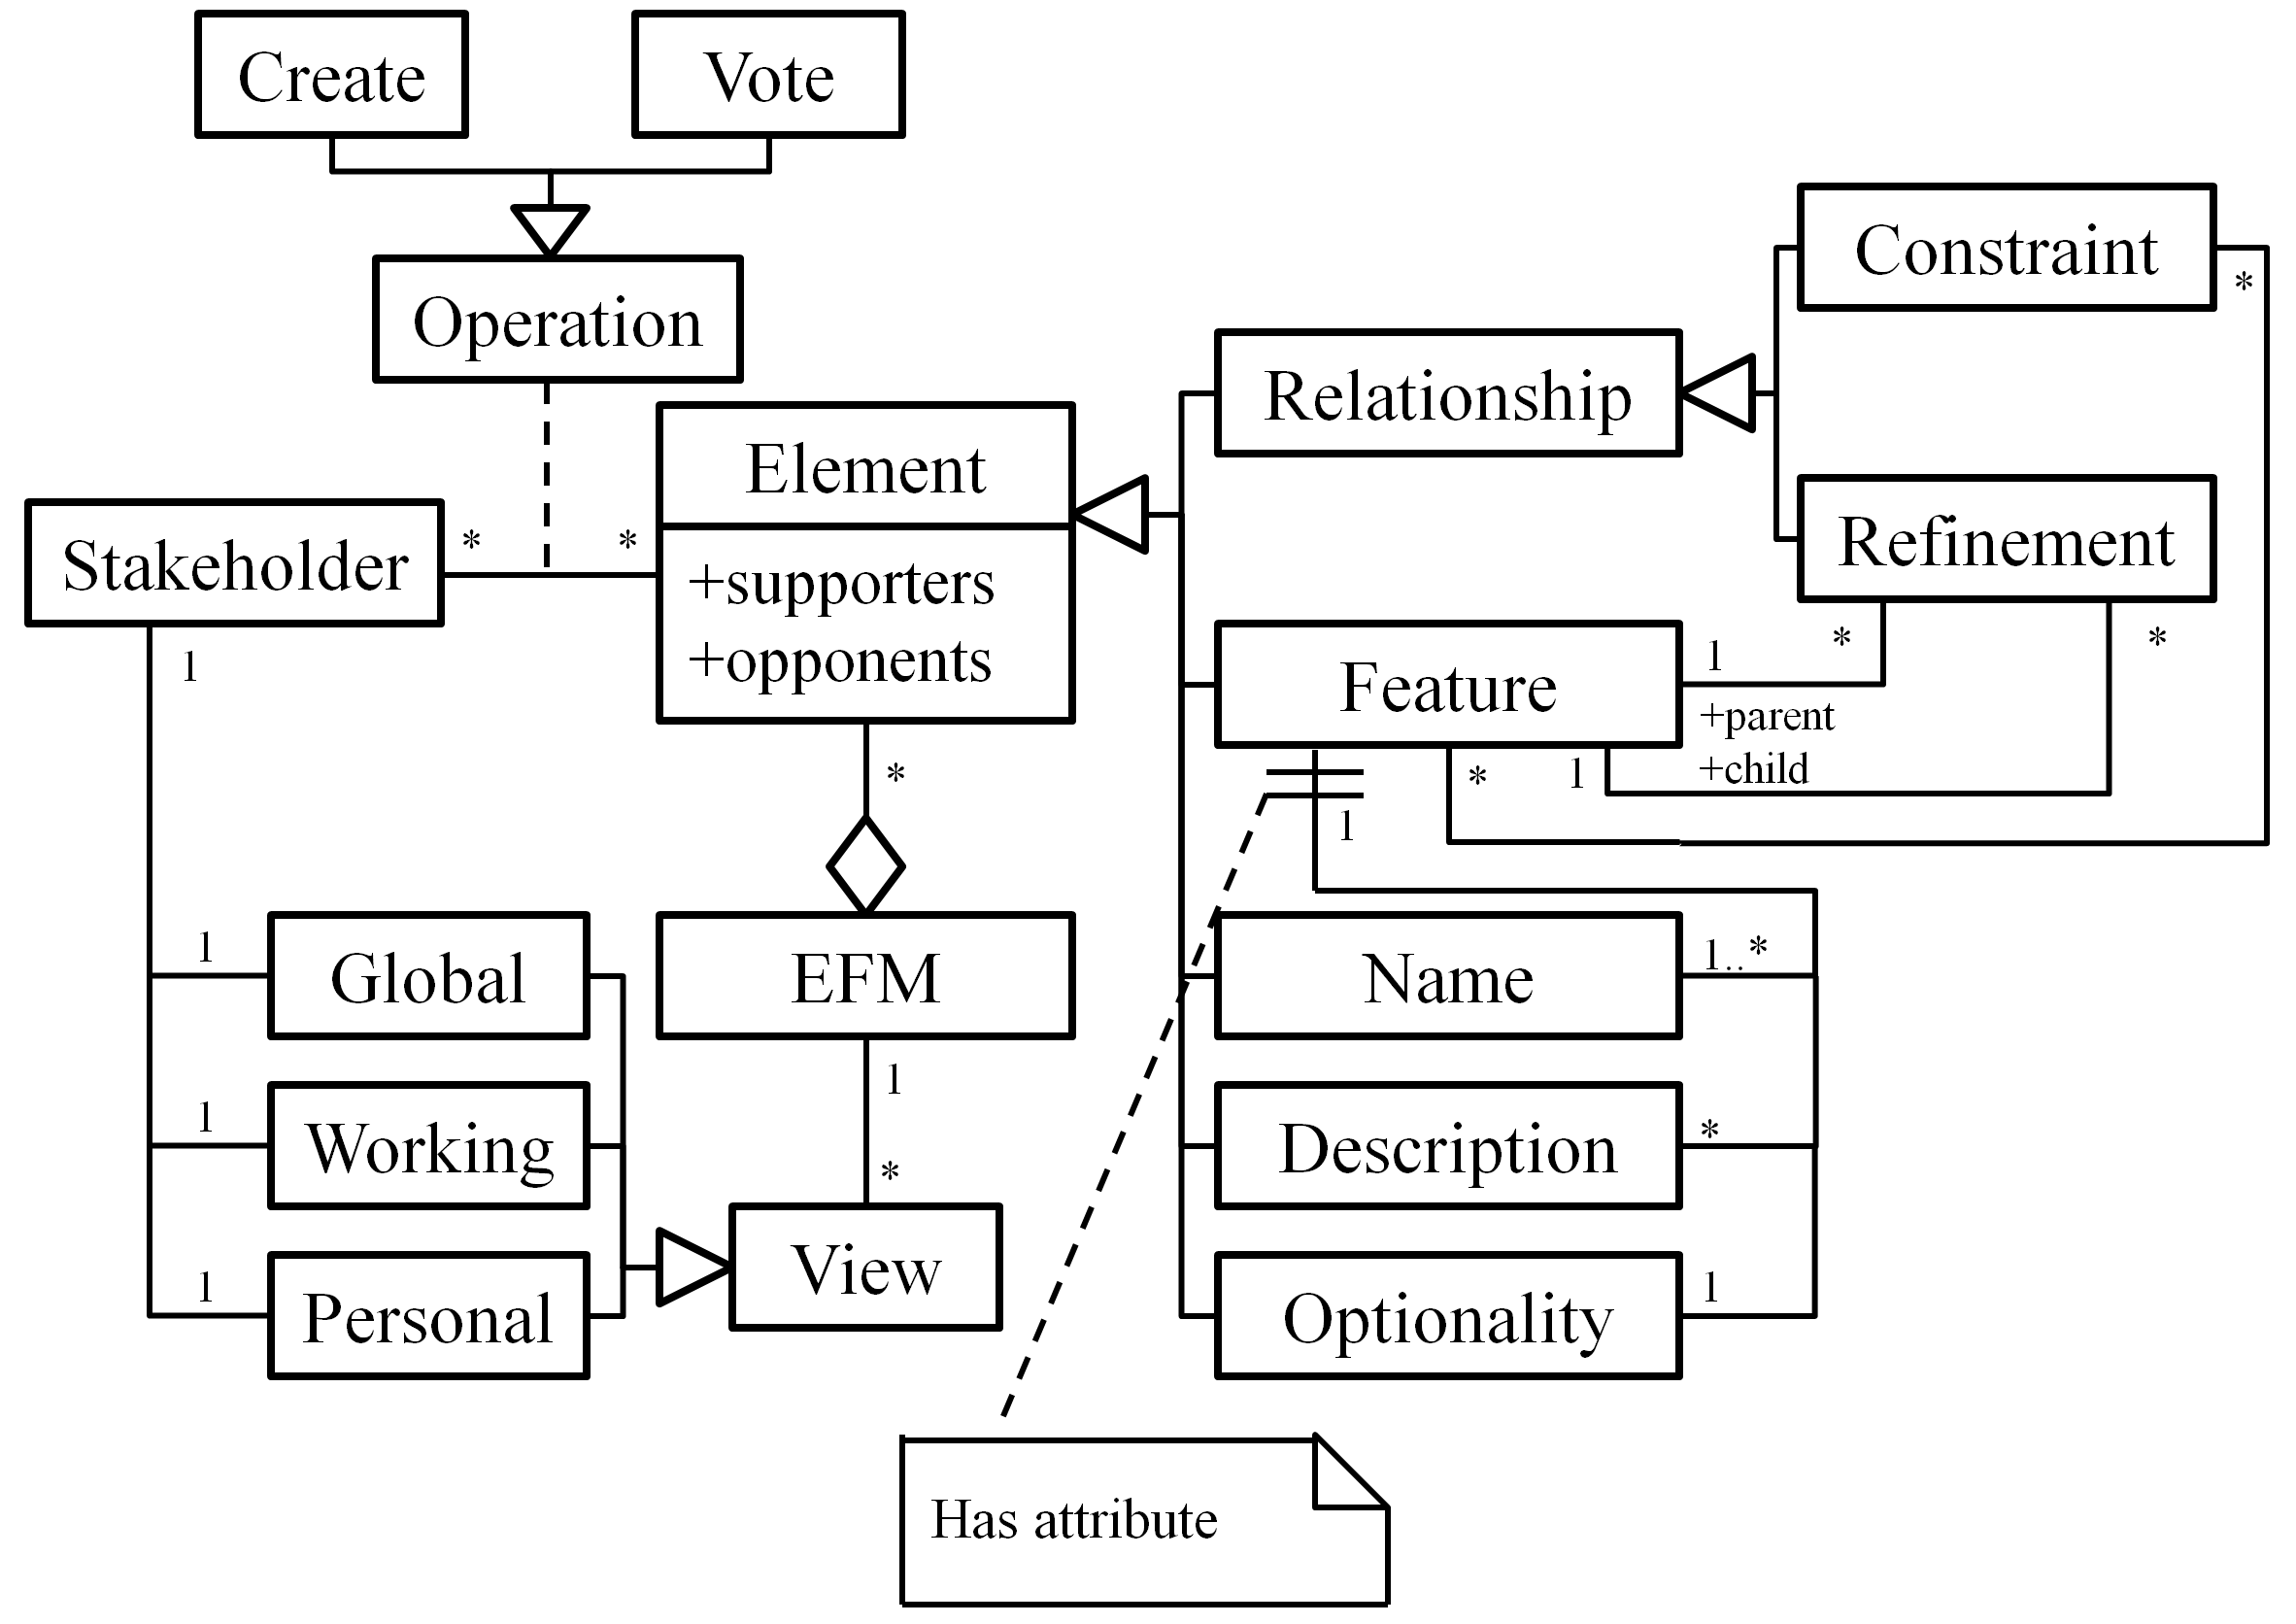 Create
Vote
Operation
Constraint
*
Relationship
Element
+supporters
+opponents
Stakeholder
*
*
1
Refinement
*
*
Feature
1
+parent
+child
1
*
1
*
Global
1
EFM
1
*
Name
1..*
Working
1
Description
*
View
Personal
1
Optionality
1
Has attribute